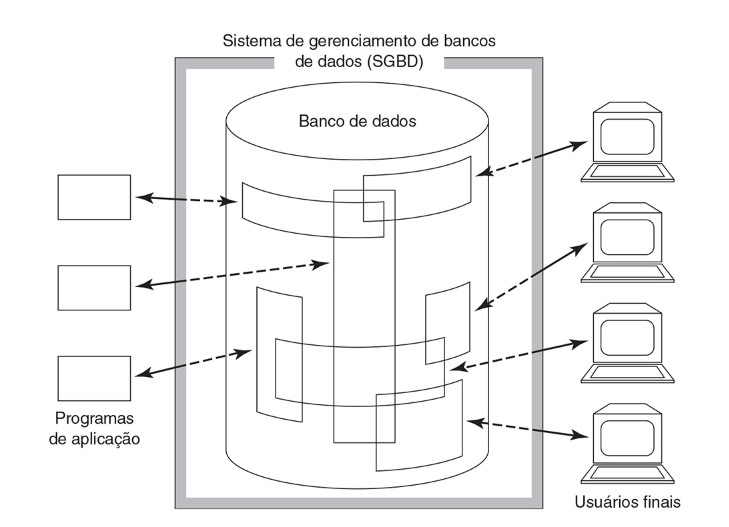 Sistema de gerenciamento de bancos
de dados (SGBD)
Banco de dados
Programas
de aplicação
Usuários finais